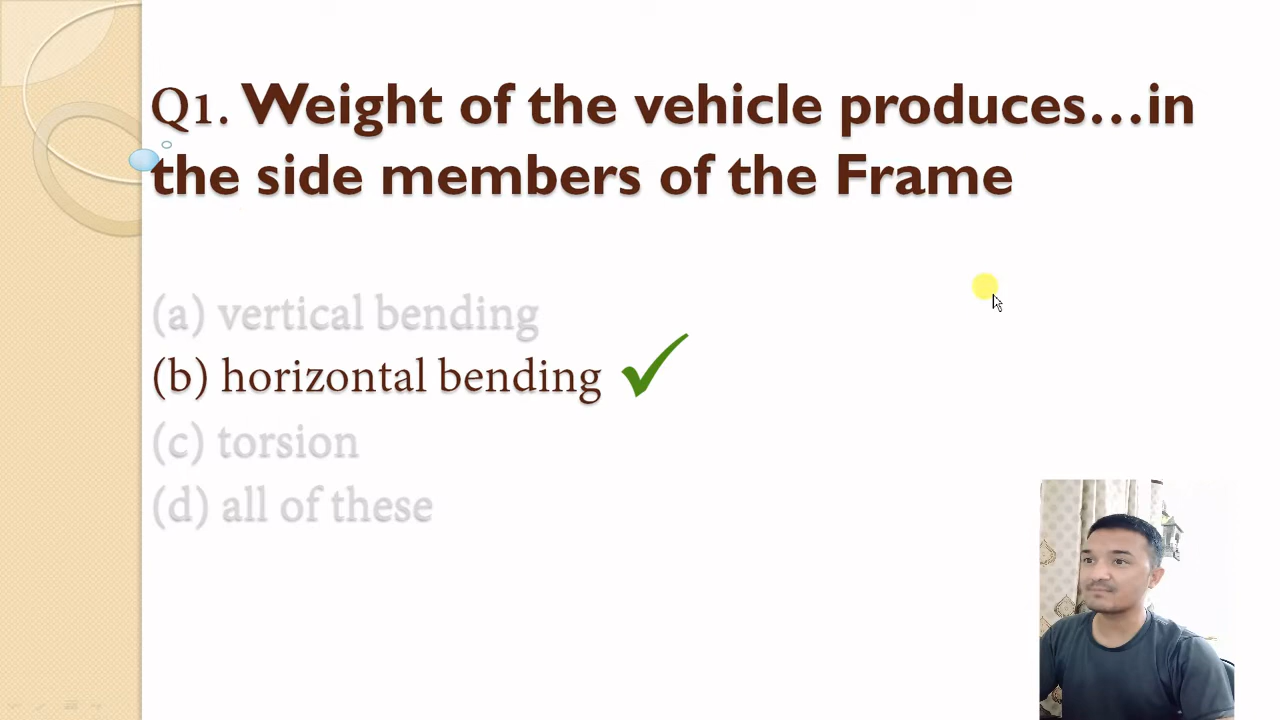 Q1. Weight of the vehicle produces...in
the side members of the Frame
(a) vertical bending
(b) horizontal bending
(c) torsion
(d) all of these